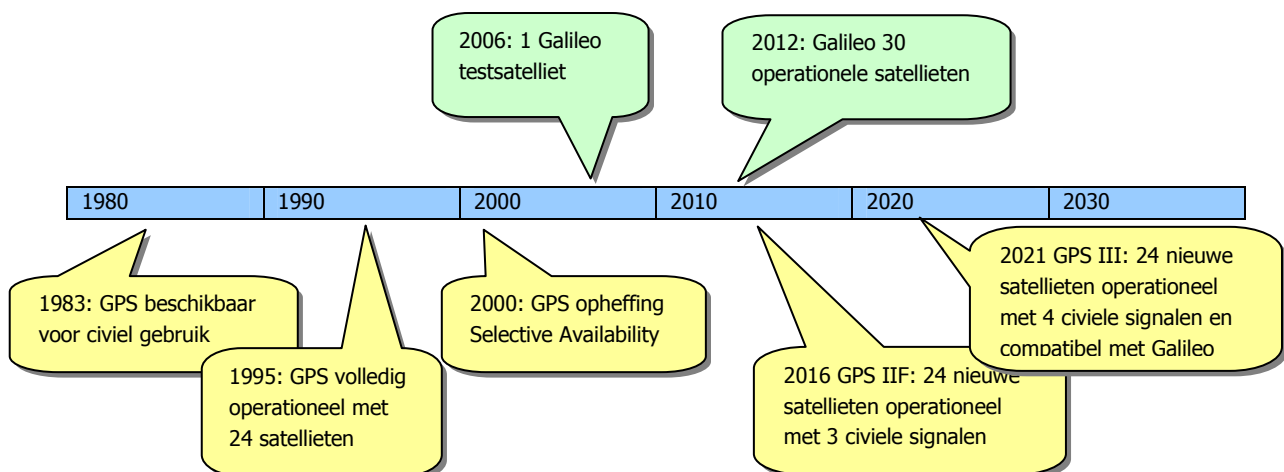 2006: 1 Galileo
testsatelliet
2012: Galileo 30
operationele satellieten
1980
1990
2000
2010
2020
2030
1983: GPS beschikbaar
voor civiel gebruik
1995: GPS volledig
operationeel met
24 satellieten
2000: GPS opheffing
Selective Availability
2016 GPS IIF: 24 nieuwe
satellieten operationeel
met 3 civiele signalen
2021 GPS III: 24 nieuwe
satellieten operationeel
met 4 civiele signalen en
compatibel met Galileo